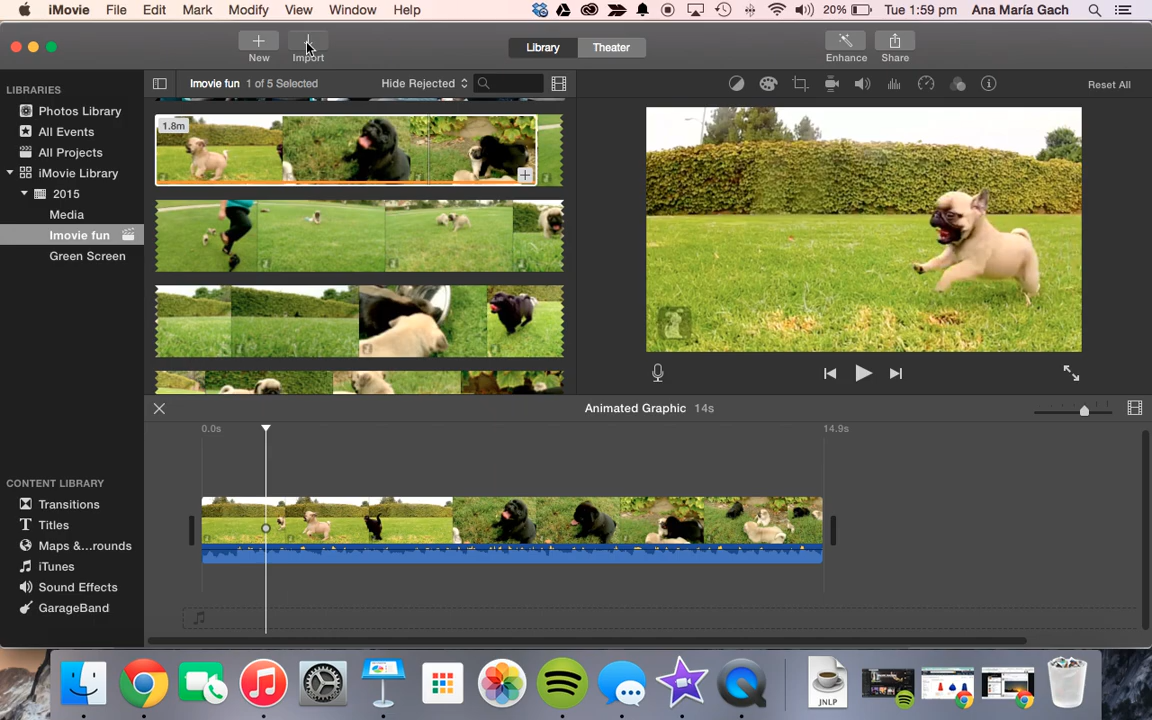 iMovie File Edit Mark Modify View Window Help 20% Tue 1:59 pm Ana María Gach
New Import Library Theater Enhance Share
LIBRARIES
Photos Library
All Events
All Projects
iMovie Library
2015
Media
Imovie fun
Green Screen
Imovie fun 1 of 5 Selected Hide Rejected
Reset All
1.8m
Animated Graphic 14s
0.0s 14.9s
CONTENT LIBRARY
Transitions
T Titles
Maps &...rounds
iTunes
Sound Effects
GarageBand
JNLP